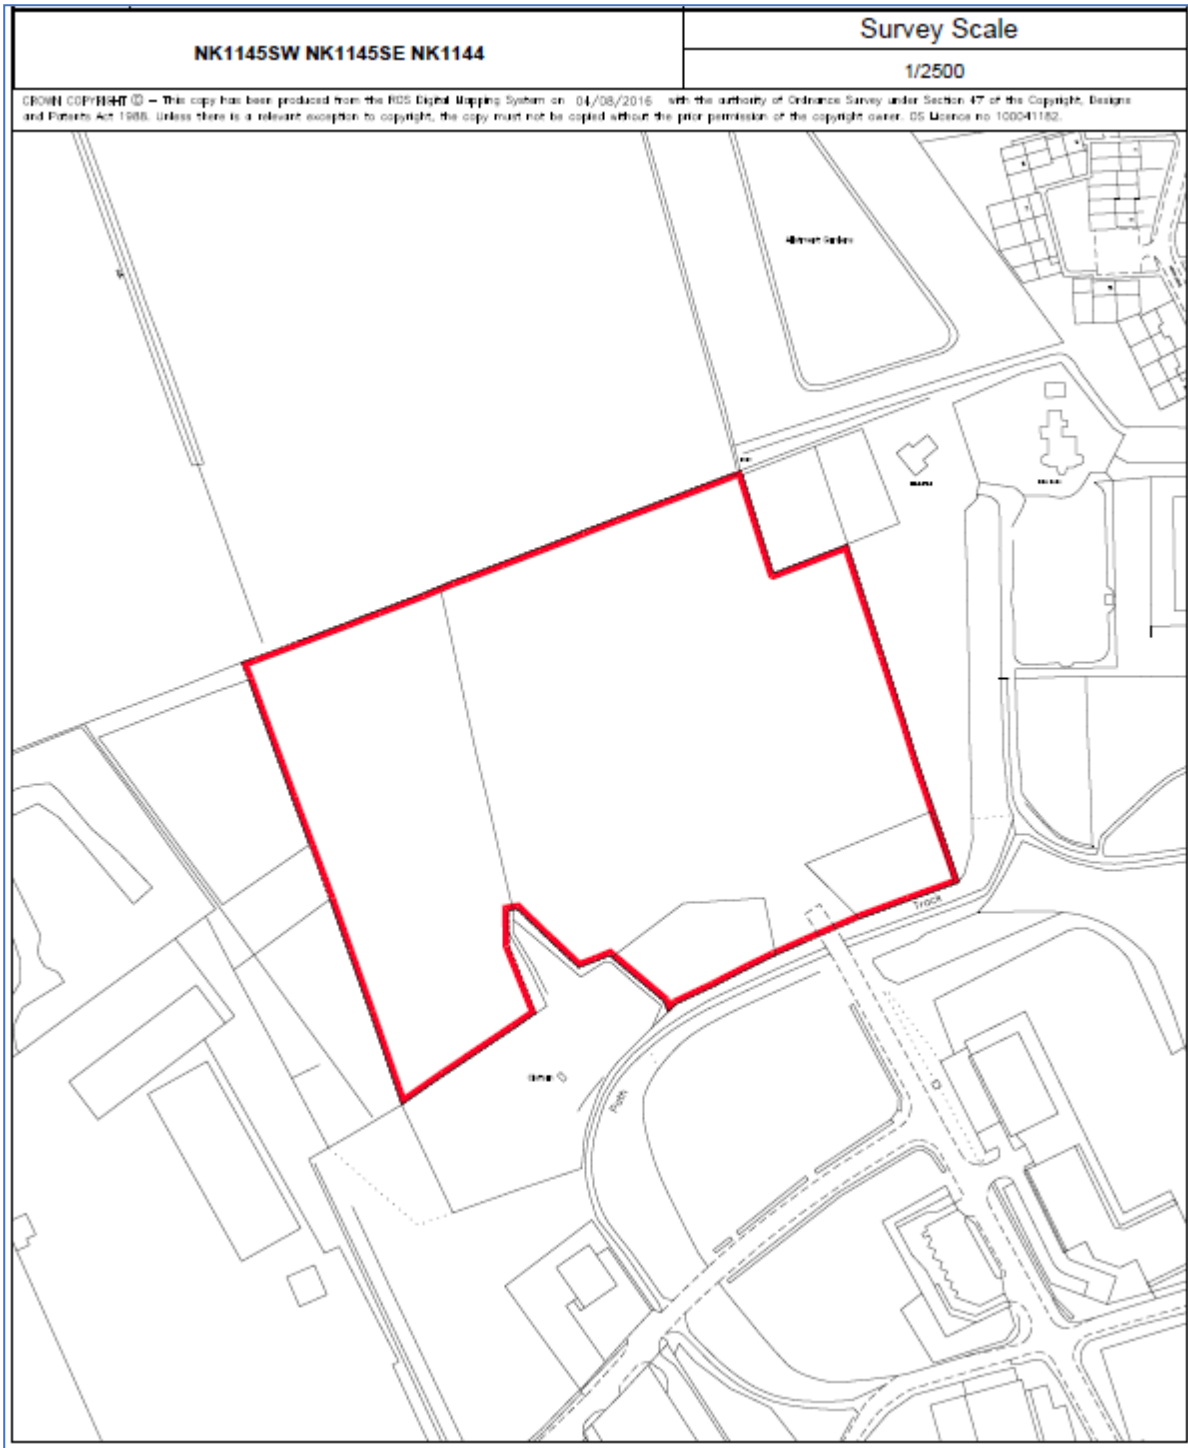 NK1145SW NK1145SE NK1144
Survey Scale
1/2500
CROWN COPYRIGHT © – This copy has been produced from the ROS Digital Mapping System on 04/08/2016 with the authority of Ordnance Survey under Section 47 of the Copyright, Designs
and Patents Act 1988. Unless there is a relevant exception to copyright, the copy must not be copied without the prior permission of the copyright owner. OS Licence no 100041182.
Allotment Gardens
Track
Path